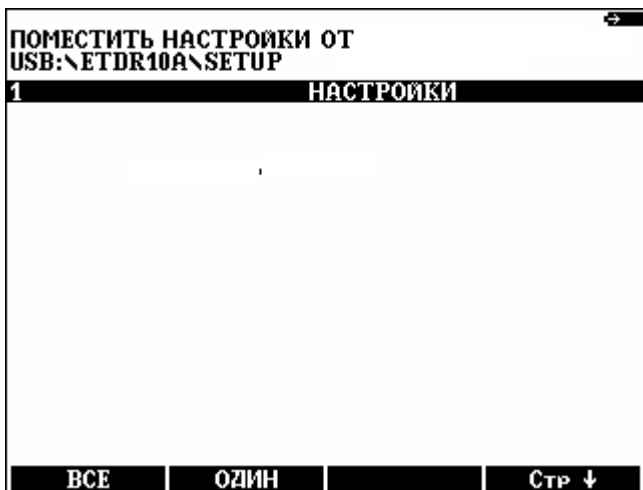 ПОМЕСТИТЬ НАСТРОЙКИ ОТ
USB:\ETDR10A\SETUP
1 НАСТРОЙКИ
ВСЕ ОДИН Стр ↓